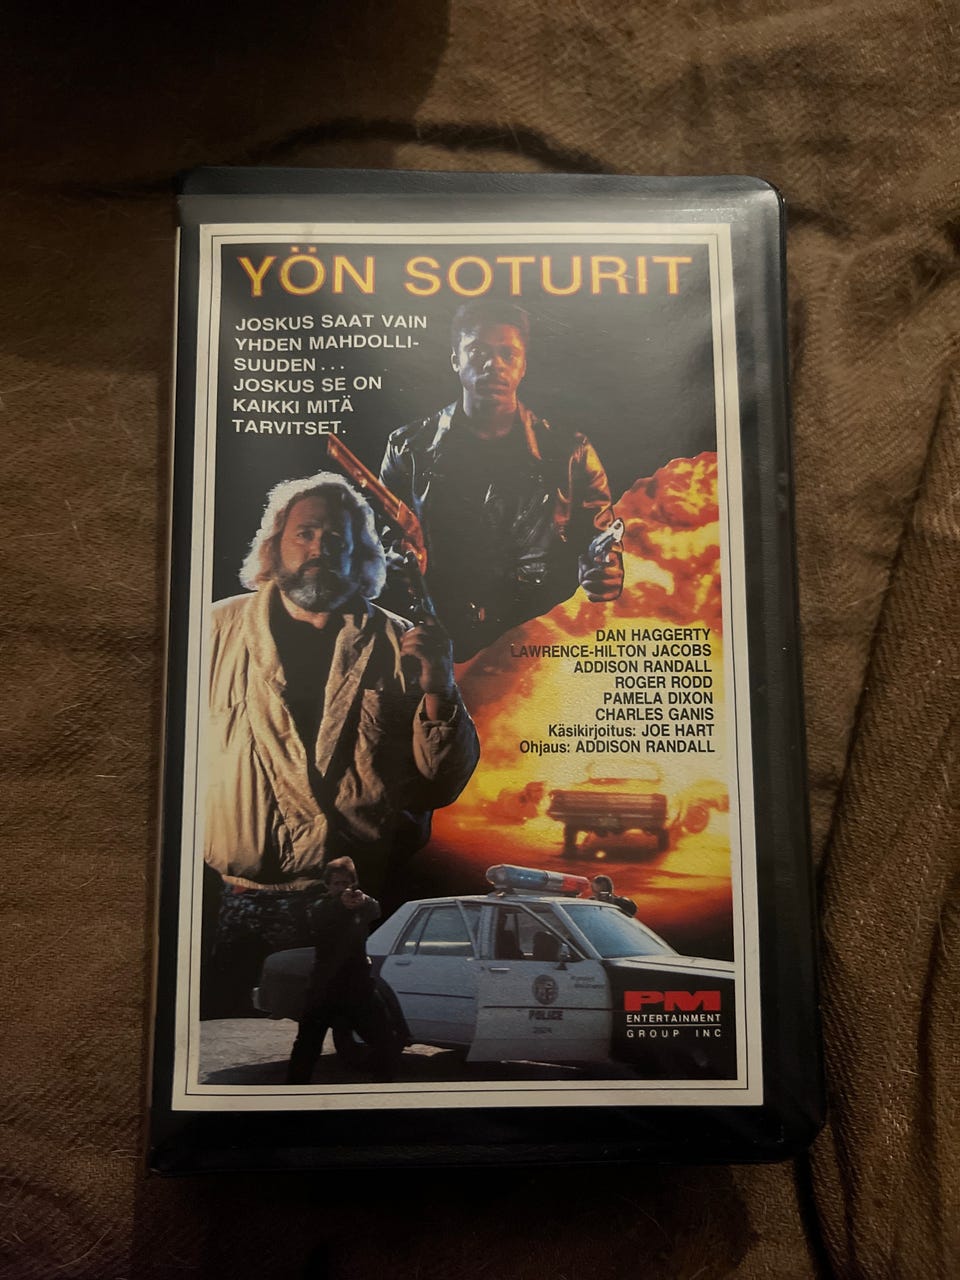 YÖN SOTURIT
JOSKUS SAAT VAIN
YHDEN MAHDOLLI-
SUUDEN...
JOSKUS SE ON
KAIKKI MITÄ
TARVITSET.
DAN HAGGERTY
LAWRENCE-HILTON JACOBS
ADDISON RANDALL
ROGER RODD
PAMELA DIXON
CHARLES GANIS
Käsikirjoitus: JOE HART
Ohjaus: ADDISON RANDALL
POLICE
PM
ENTERTAINMENT
GROUP INC